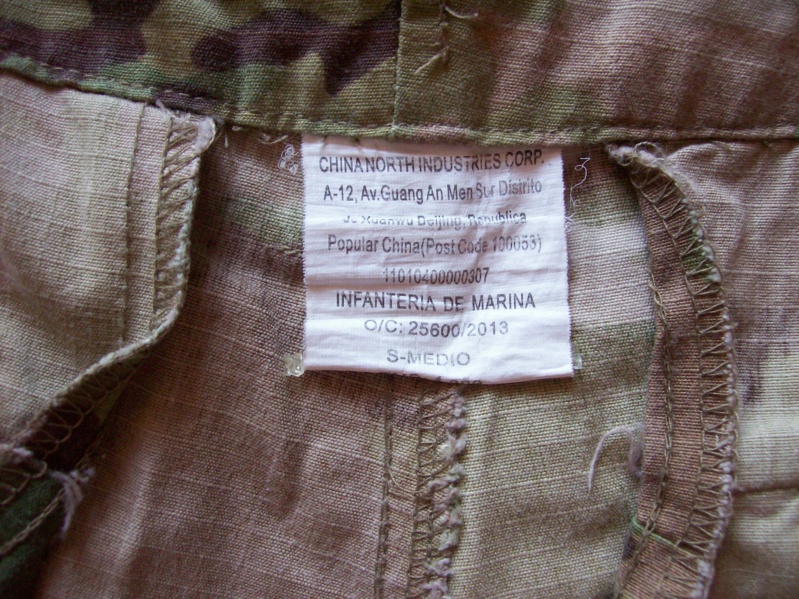 CHINA NORTH INDUSTRIES CORP.
A-12, Av.Guang An Men Sur Distrito
de Xuanwu Beijing, Republica
Popular China(Post Code 100053)
11010400000307
INFANTERIA DE MARINA
O/C: 25600/2013
S-MEDIO